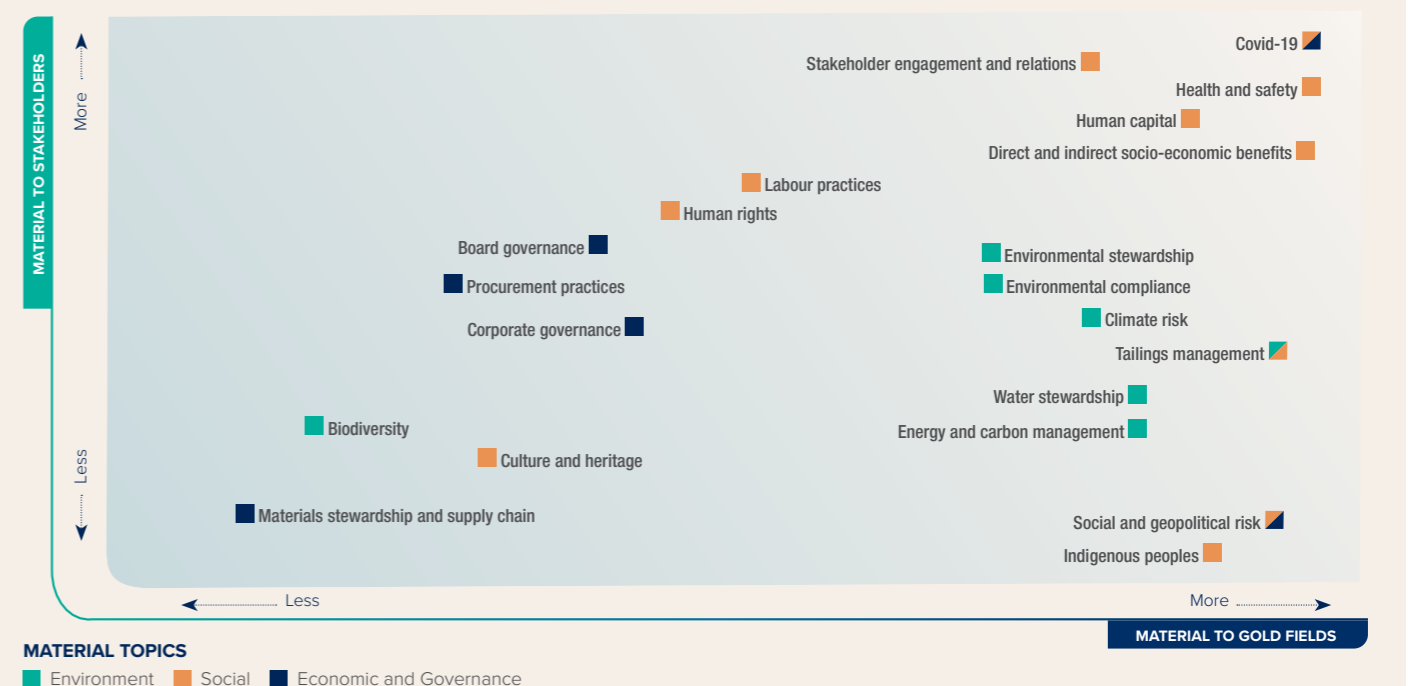 MATERIAL TO STAKEHOLDERS
More
Less
Covid-19
Stakeholder engagement and relations
Health and safety
Human capital
Direct and indirect socio-economic benefits
Labour practices
Human rights
Board governance
Environmental stewardship
Procurement practices
Environmental compliance
Climate risk
Corporate governance
Tailings management
Water stewardship
Biodiversity
Energy and carbon management
Culture and heritage
Materials stewardship and supply chain
Social and geopolitical risk
Indigenous peoples
Less
More
MATERIAL TO GOLD FIELDS
MATERIAL TOPICS
Environment Social Economic and Governance